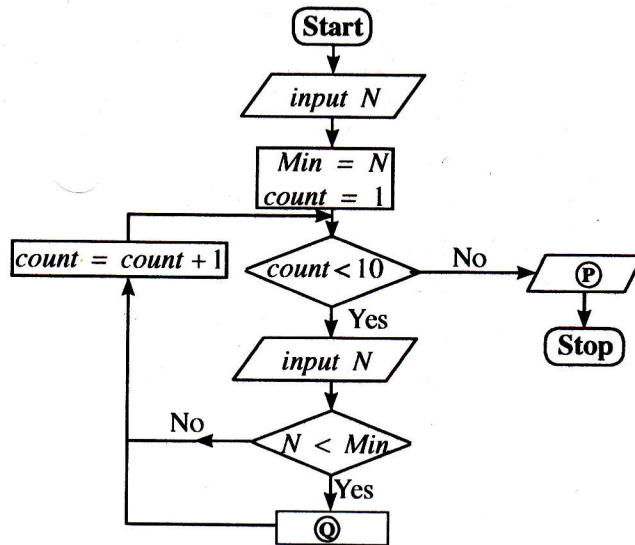 Start
input N
Min = N
count = 1
count = count + 1
count < 10
No
Ⓟ
Yes
Stop
input N
No
N < Min
Yes
Ⓠ